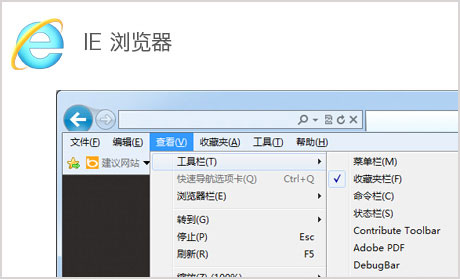 IE 浏览器
文件(F) 编辑(E) 查看(V) 收藏夹(A) 工具(T) 帮助(H)
建议网站
工具栏(T)
快速导航选项卡(Q) Ctrl+Q
浏览器栏(E)
转到(G)
停止(P) Esc
刷新(R) F5
缩放(Z) (100%)
菜单栏(M)
收藏夹栏(F)
命令栏(C)
状态栏(S)
Contribute Toolbar
Adobe PDF
DebugBar